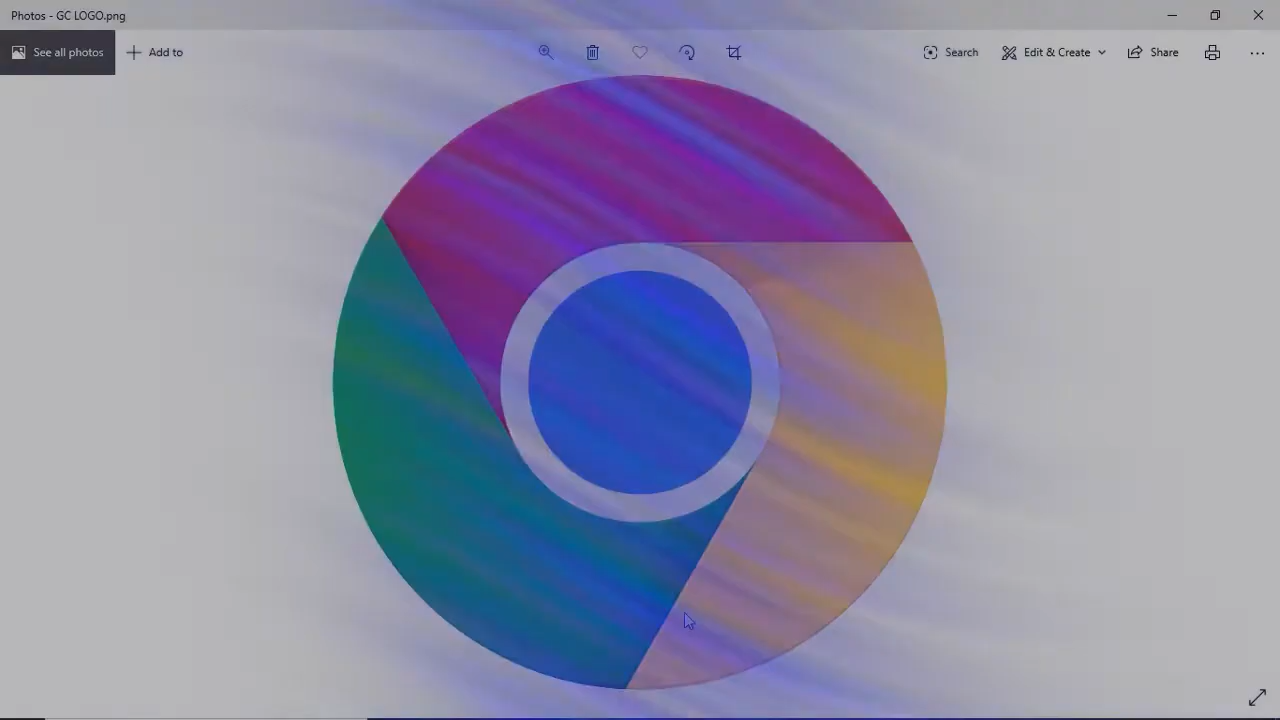 Photos - GC LOGO.png
See all photos
Add to
Search
Edit & Create
Share